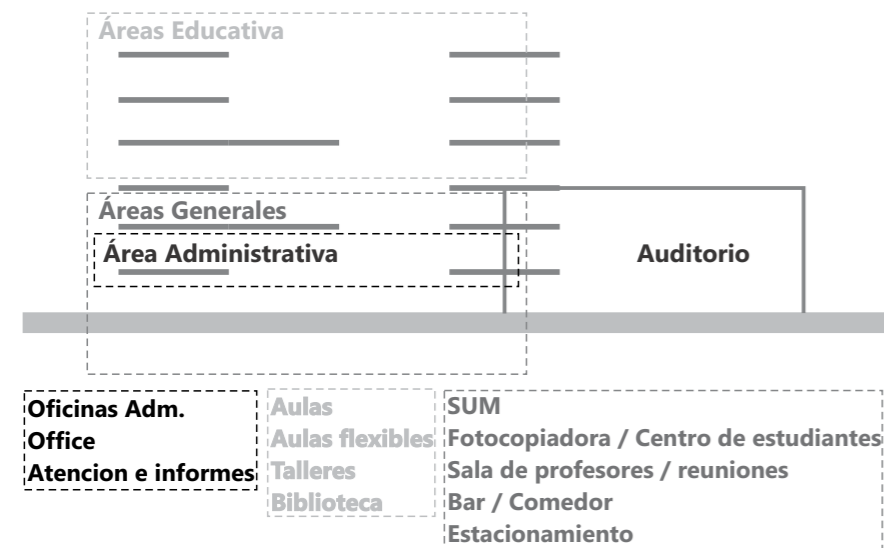 Áreas Educativa
Áreas Generales
Área Administrativa
Auditorio
Oficinas Adm.
Office
Atencion e informes
Aulas
Aulas flexibles
Talleres
Biblioteca
SUM
Fotocopiadora / Centro de estudiantes
Sala de profesores / reuniones
Bar / Comedor
Estacionamiento